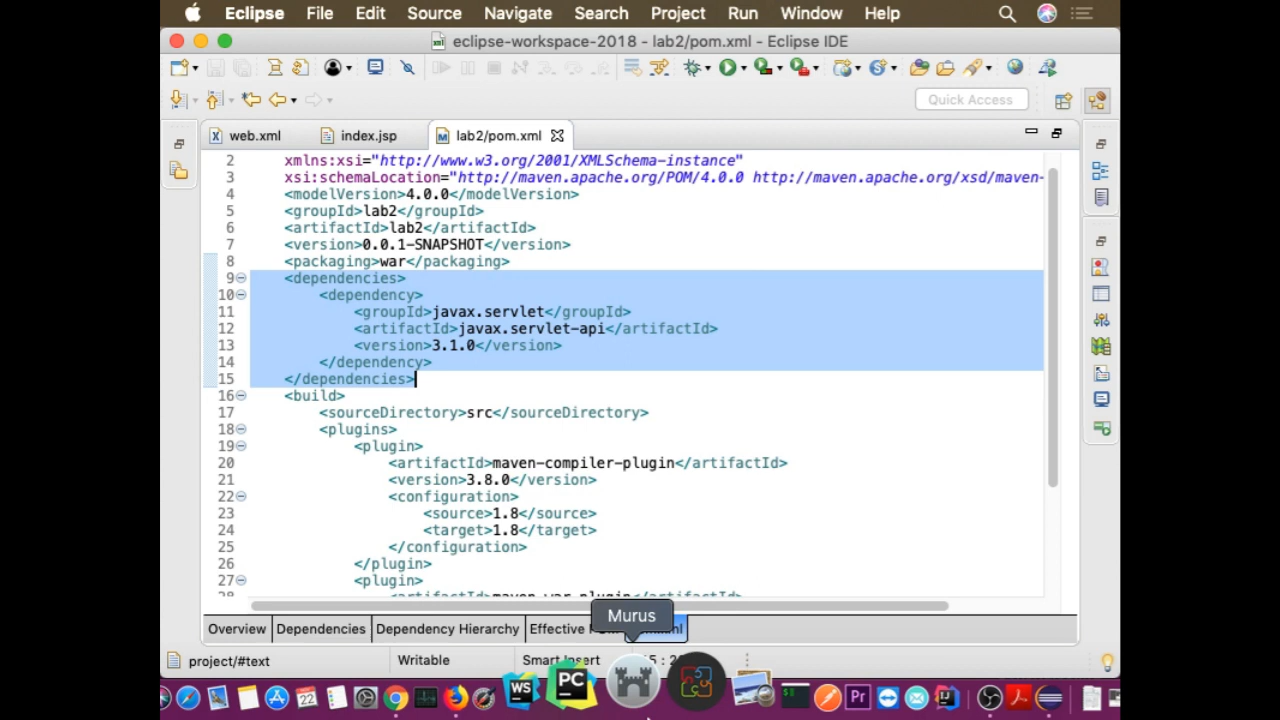 Eclipse File Edit Source Navigate Search Project Run Window Help
eclipse-workspace-2018 - lab2/pom.xml - Eclipse IDE
Quick Access
web.xml index.jsp lab2/pom.xml
2 xmlns:xsi="http://www.w3.org/2001/XMLSchema-instance"
3 xsi:schemaLocation="http://maven.apache.org/POM/4.0.0 http://maven.apache.org/xsd/maven-
4 <modelVersion>4.0.0</modelVersion>
5 <groupId>lab2</groupId>
6 <artifactId>lab2</artifactId>
7 <version>0.0.1-SNAPSHOT</version>
8 <packaging>war</packaging>
9 <dependencies>
10 <dependency>
11 <groupId>javax.servlet</groupId>
12 <artifactId>javax.servlet-api</artifactId>
13 <version>3.1.0</version>
14 </dependency>
15 </dependencies>
16 <build>
17 <sourceDirectory>src</sourceDirectory>
18 <plugins>
19 <plugin>
20 <artifactId>maven-compiler-plugin</artifactId>
21 <version>3.8.0</version>
22 <configuration>
23 <source>1.8</source>
24 <target>1.8</target>
25 </configuration>
26 </plugin>
27 <plugin>
Murus
Overview Dependencies Dependency Hierarchy Effective
project/#text Writable Smart Insert
WS PC 22 Pr